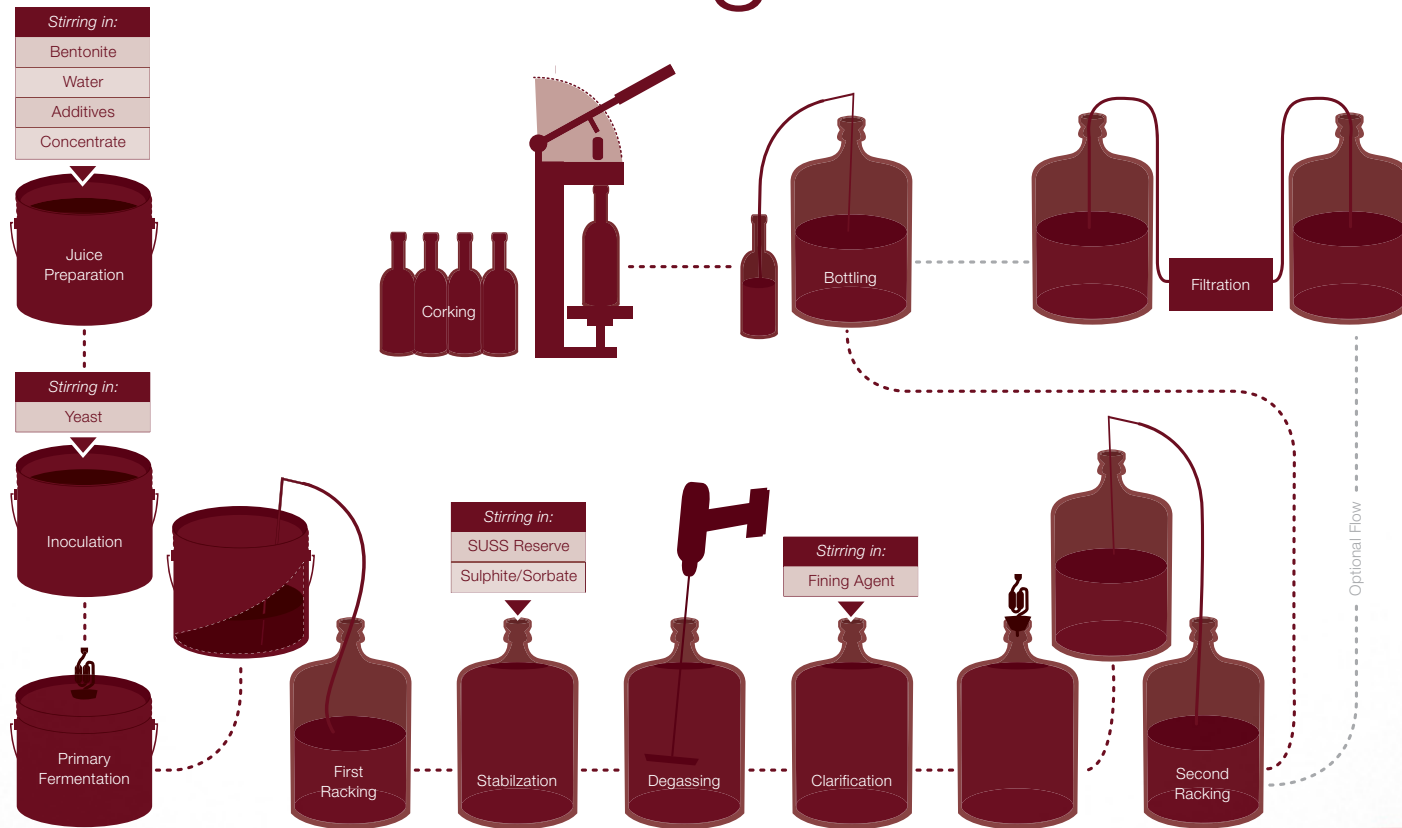 Stirring in:
Bentonite
Water
Additives
Concentrate
Juice
Preparation
Stirring in:
Yeast
Inoculation
Primary
Fermentation
First
Racking
Stirring in:
SUSS Reserve
Sulphite/Sorbate
Stabilzation
Degassing
Stirring in:
Fining Agent
Clarification
Second
Racking
Optional Flow
Filtration
Bottling
Corking